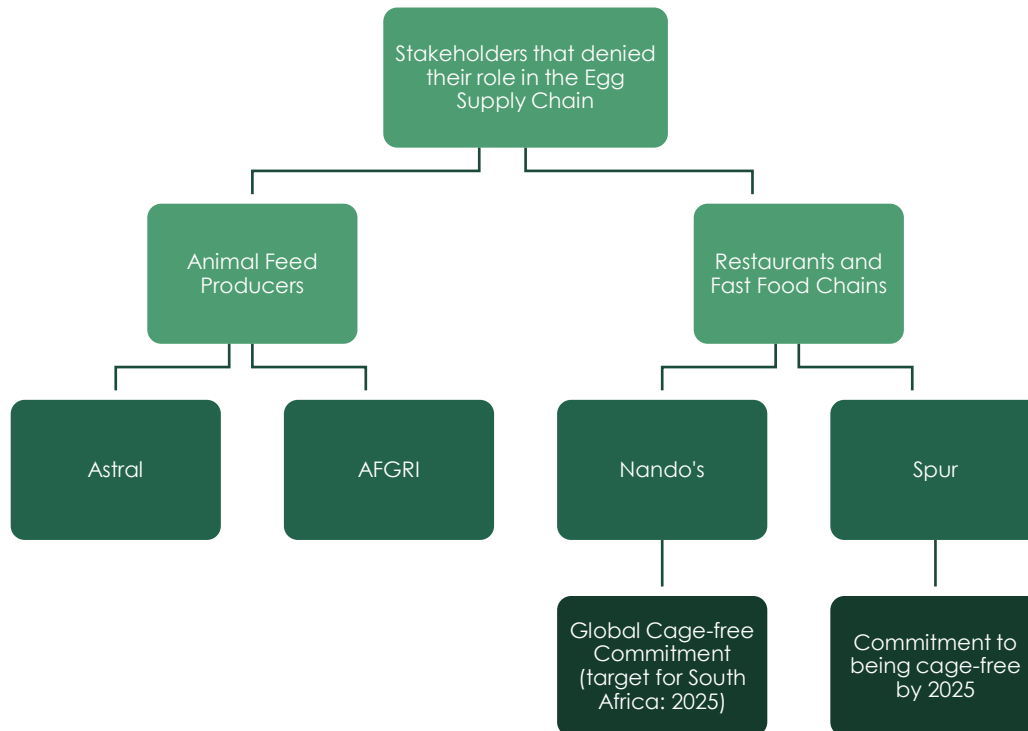 Stakeholders that denied
their role in the Egg
Supply Chain
Animal Feed
Producers
Restaurants and
Fast Food Chains
Astral
AFGRI
Nando's
Spur
Global Cage-free
Commitment
(target for South
Africa: 2025)
Commitment to
being cage-free
by 2025